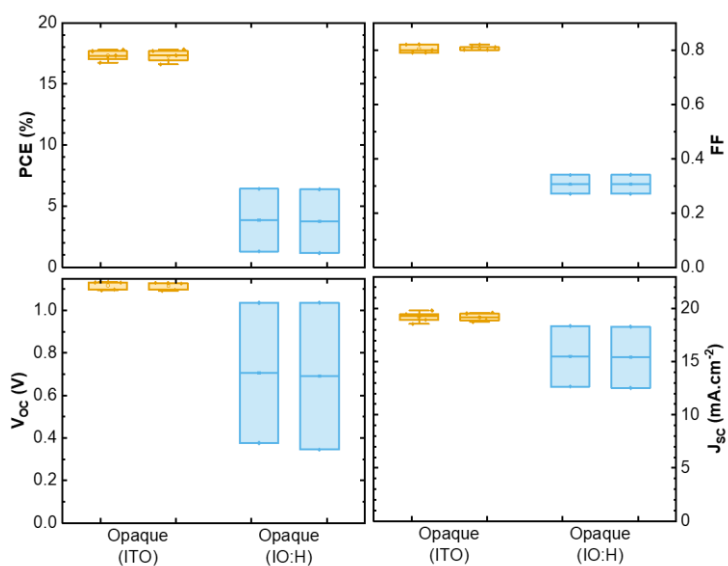 20
15
10
5
0
PCE (%)
0.8
0.6
0.4
0.2
0.0
FF
1.0
0.8
0.6
0.4
0.2
0.0
V_OC (V)
20
15
10
5
0
J_SC (mA.cm⁻²)
Opaque
(ITO)
Opaque
(IO:H)
Opaque
(ITO)
Opaque
(IO:H)